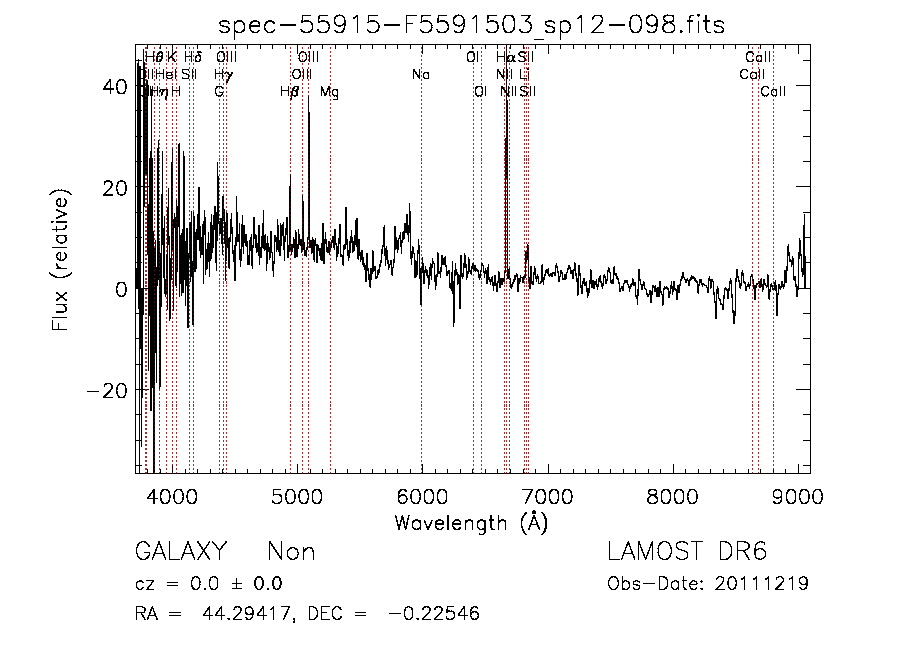 spec-55915-F5591503_sp12-098.fits
Hθ K Hδ OIII OIII OI Hα SII CaII
HeI SII Hγ OIII Na NII L CaII
Hη H G Hβ Mg OI NII SII CaII
40
20
0
-20
Flux (relative)
4000 5000 6000 7000 8000 9000
Wavelength (Å)
GALAXY Non LAMOST DR6
cz = 0.0 ± 0.0 Obs-Date: 20111219
RA = 44.29417, DEC = -0.22546